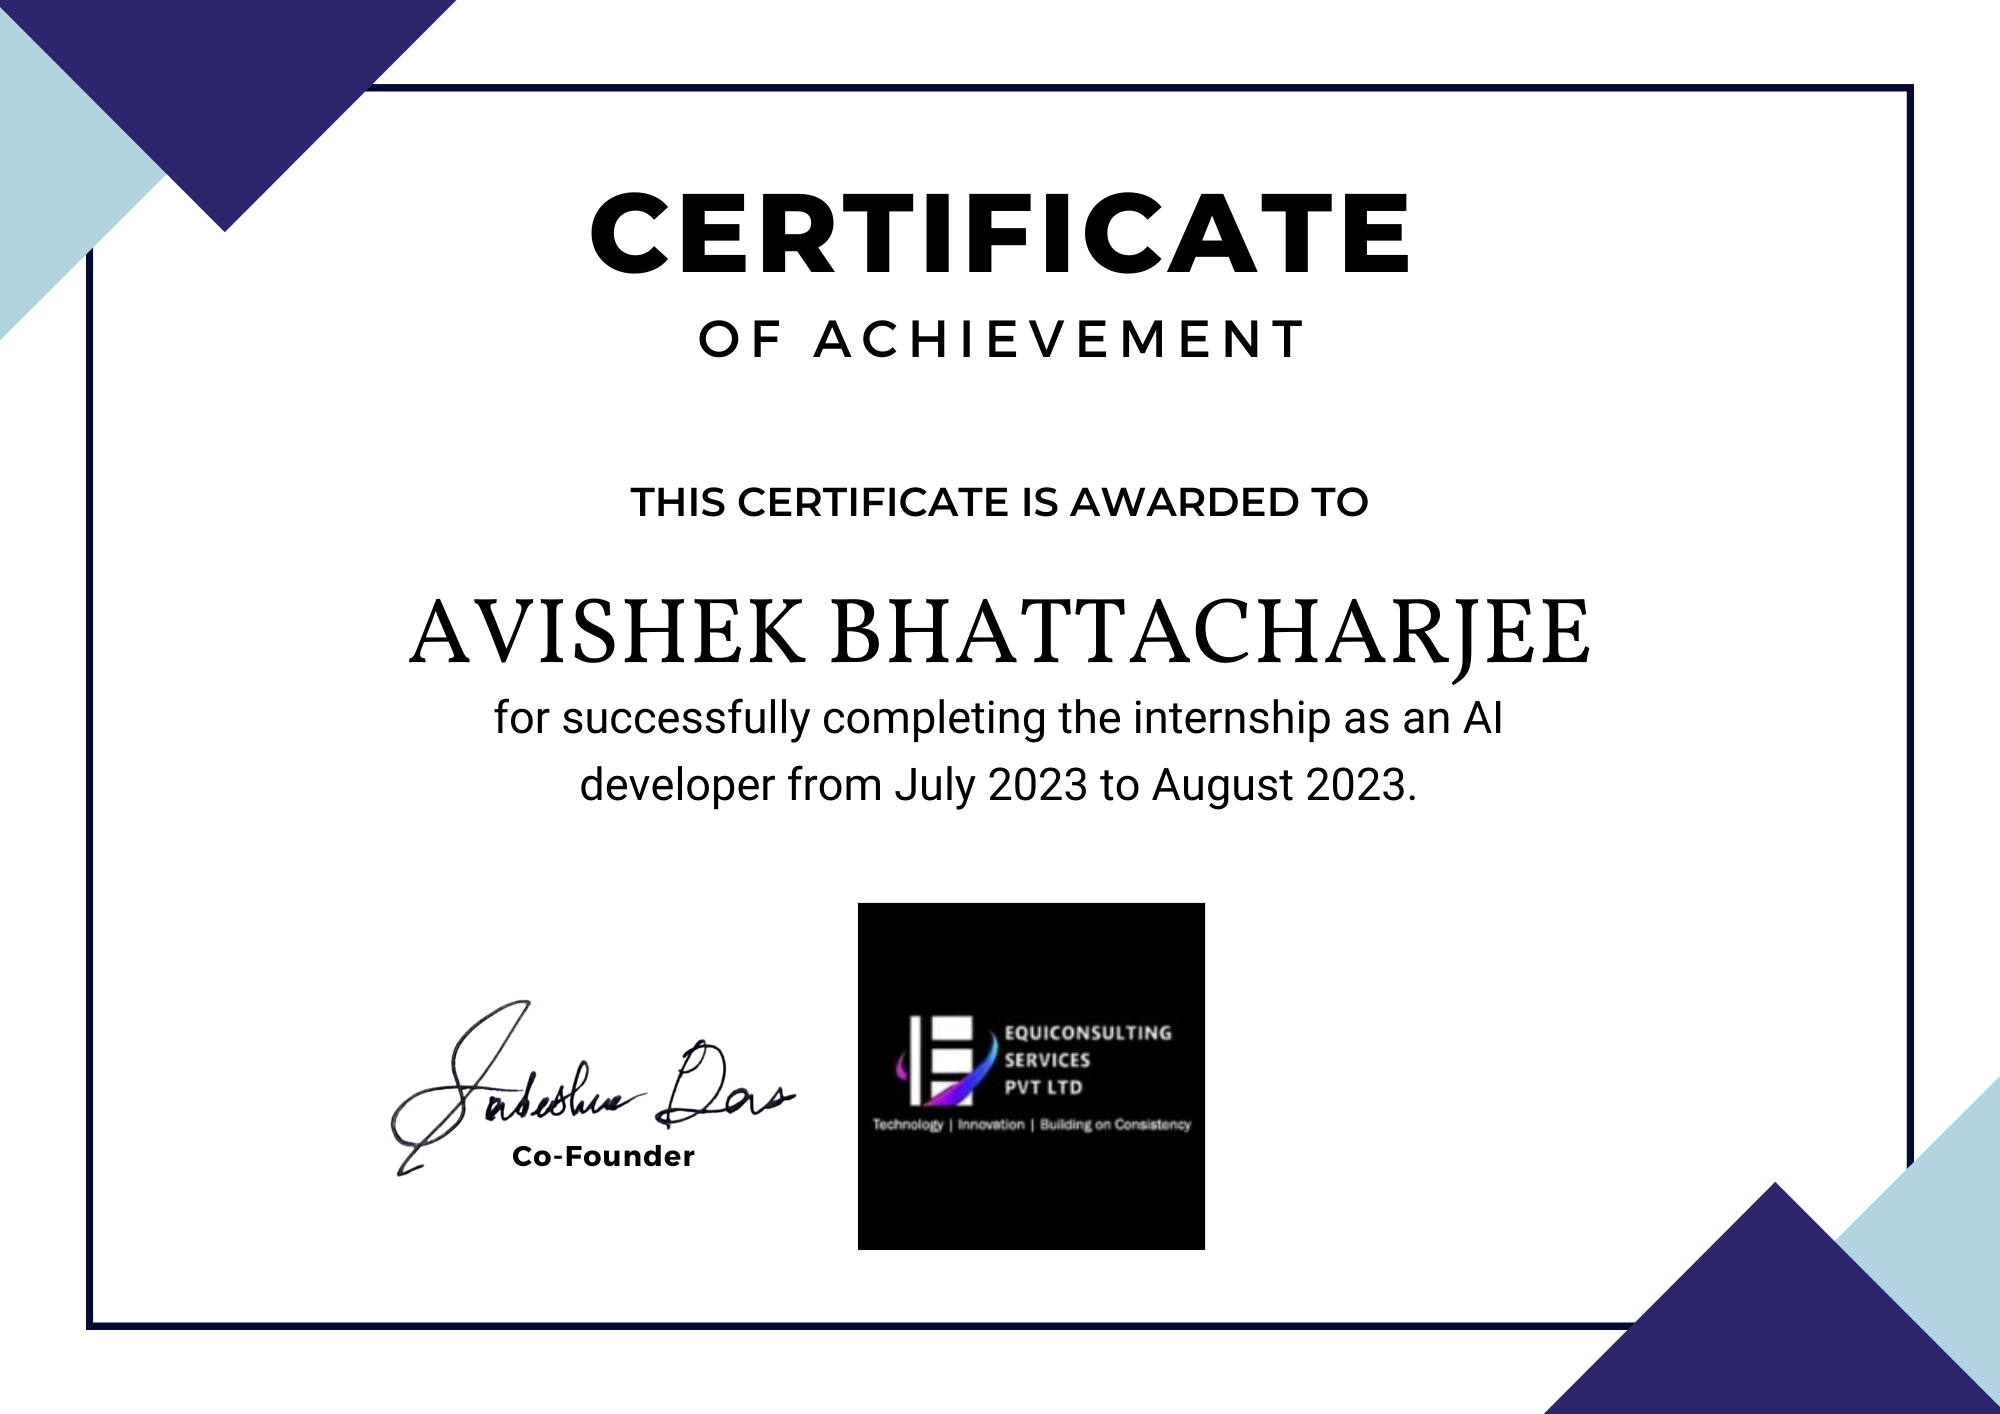 CERTIFICATE
OF ACHIEVEMENT
THIS CERTIFICATE IS AWARDED TO
AVISHEK BHATTACHARJEE
for successfully completing the internship as an AI
developer from July 2023 to August 2023.
Das
Co-Founder
EQUICONSULTING
SERVICES
PVT LTD
Technology | Innovation | Building on Consistency